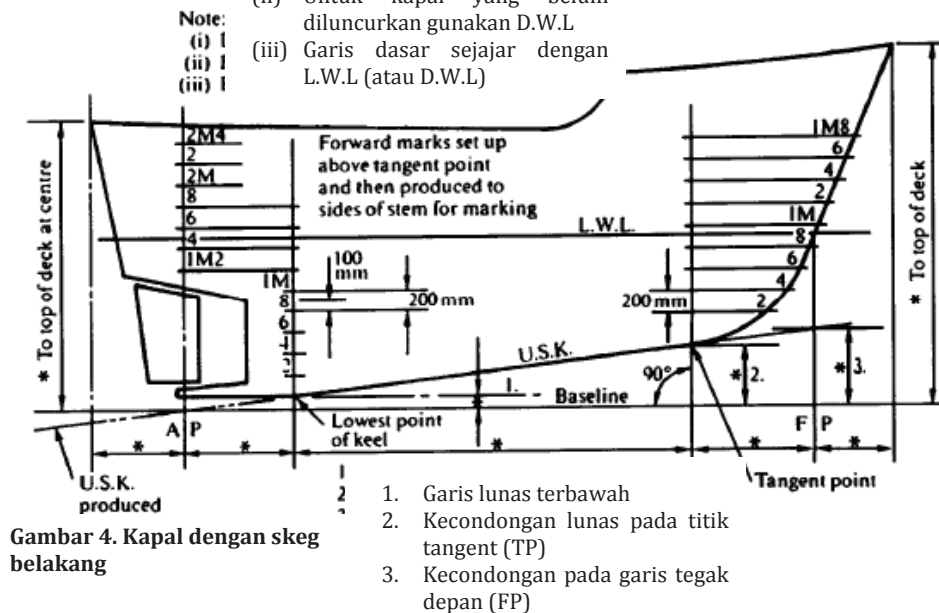 diluncurkan gunakan D.W.L
Note:
(i)
(ii)
(iii)
(iii) Garis dasar sejajar dengan
L.W.L (atau D.W.L)
* To top of deck at centre
2M4
2
2M
8
6
4
1M2
1M
8
6
Forward marks set up
above tangent point
and then produced to
sides of stem for marking
L.W.L.
100
mm
200 mm
200 mm
1M8
6
4
2
1M
8
6
4
2
* To top of deck
U.S.K.
90°
* 2.
* 3.
1.
*
Baseline
Lowest point
of keel
A P
F P
* * * * *
Tangent point
U.S.K.
produced
1. Garis lunas terbawah
2. Kecondongan lunas pada titik
tangent (TP)
3. Kecondongan pada garis tegak
depan (FP)
Gambar 4. Kapal dengan skeg
belakang